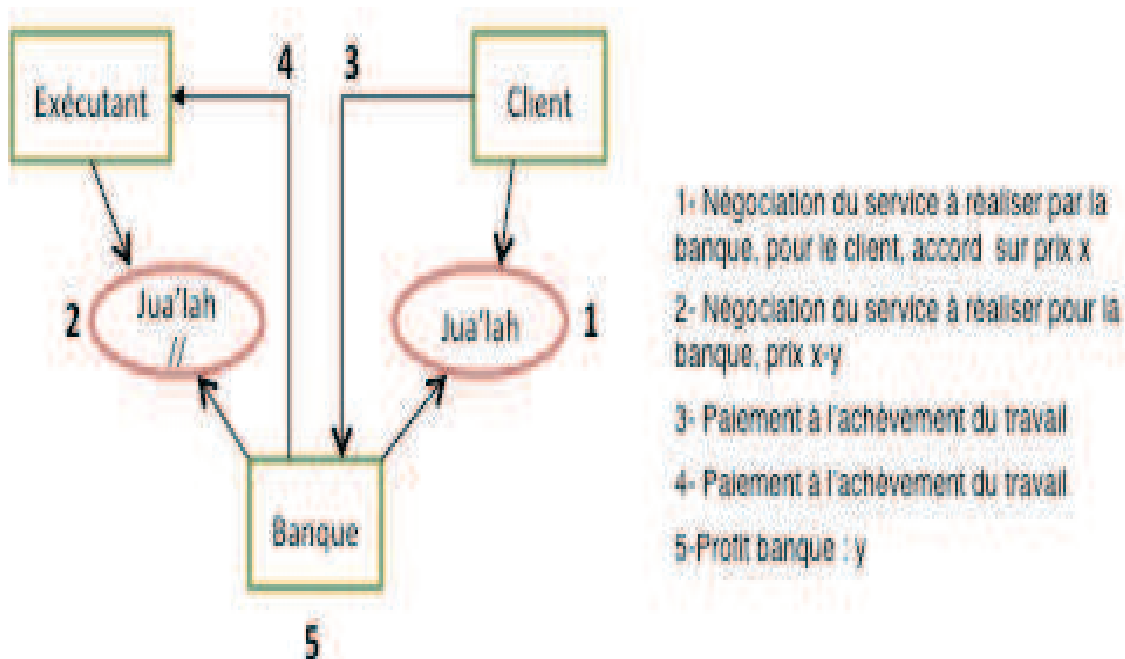 4
3
Exécutant
Client
2
Jua'lah
//
Jua'lah
1
Banque
5
1- Négociation du service à réaliser par la
banque, pour le client, accord sur prix x
2- Négociation du service à réaliser pour la
banque, prix x-y
3- Paiement à l'achèvement du travail
4- Paiement à l'achèvement du travail
5-Profit banque : y